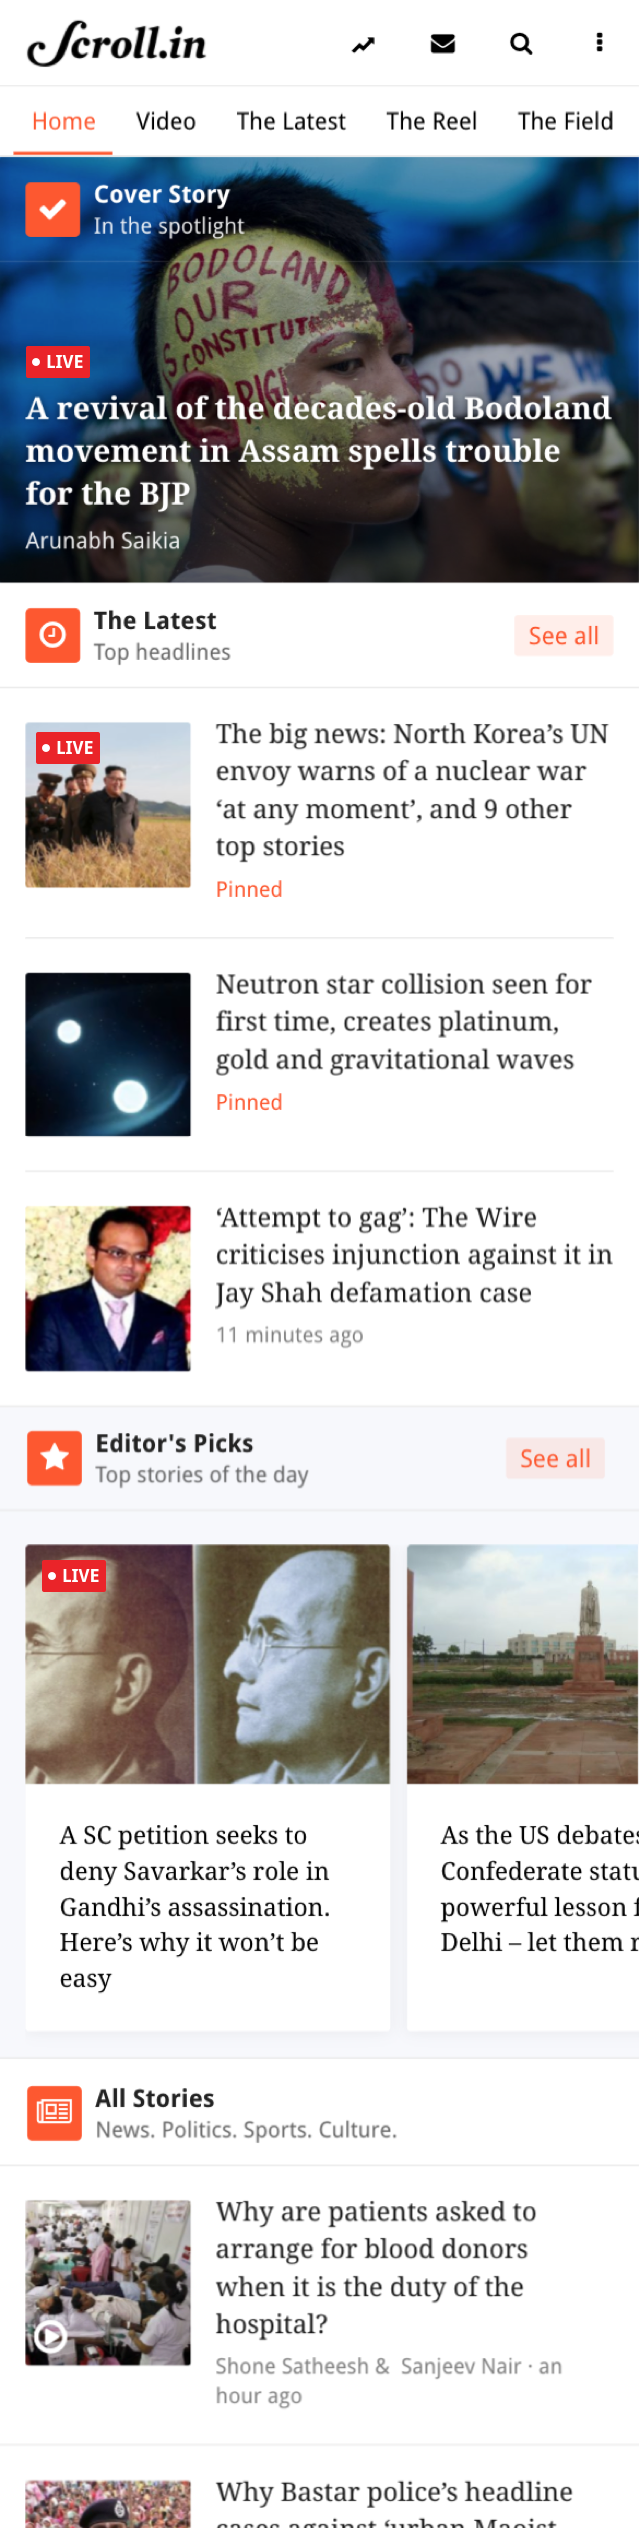 Scroll.in
Home Video The Latest The Reel The Field
Cover Story
In the spotlight
BODOLAND
OUR
CONSTITUT
WE
LIVE
A revival of the decades-old Bodoland
movement in Assam spells trouble
for the BJP
Arunabh Saikia
The Latest
Top headlines
See all
LIVE
The big news: North Korea’s UN
envoy warns of a nuclear war
‘at any moment’, and 9 other
top stories
Pinned
Neutron star collision seen for
first time, creates platinum,
gold and gravitational waves
Pinned
‘Attempt to gag’: The Wire
criticises injunction against it in
Jay Shah defamation case
11 minutes ago
Editor's Picks
Top stories of the day
See all
LIVE
A SC petition seeks to
deny Savarkar’s role in
Gandhi’s assassination.
Here’s why it won’t be
easy
As the US debates
Confederate statu
powerful lesson f
Delhi – let them r
All Stories
News. Politics. Sports. Culture.
Why are patients asked to
arrange for blood donors
when it is the duty of the
hospital?
Shone Satheesh & Sanjeev Nair · an
hour ago
Why Bastar police’s headline
cases against ‘urban Maoist